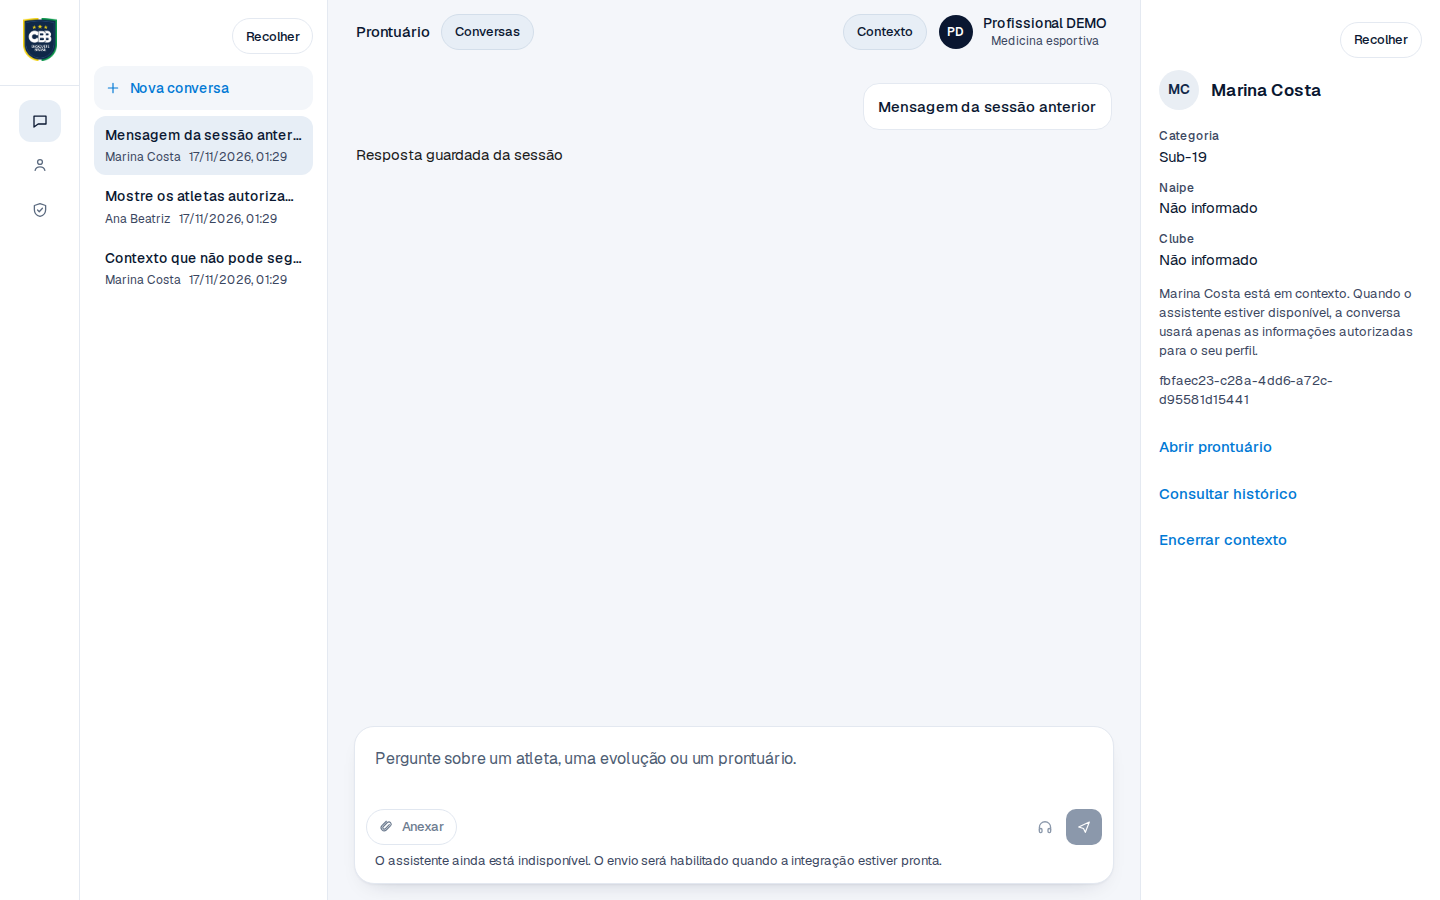 CBB
Recolher
Nova conversa
Mensagem da sessão anter...
Marina Costa 17/11/2026, 01:29
Mostre os atletas autoriza...
Ana Beatriz 17/11/2026, 01:29
Contexto que não pode seg...
Marina Costa 17/11/2026, 01:29
Prontuário
Conversas
Contexto
PD
Profissional DEMO
Medicina esportiva
Mensagem da sessão anterior
Resposta guardada da sessão
Pergunte sobre um atleta, uma evolução ou um prontuário.
Anexar
O assistente ainda está indisponível. O envio será habilitado quando a integração estiver pronta.
Recolher
MC
Marina Costa
Categoria
Sub-19
Naipe
Não informado
Clube
Não informado
Marina Costa está em contexto. Quando o
assistente estiver disponível, a conversa
usará apenas as informações autorizadas
para o seu perfil.
fbfaec23-c28a-4dd6-a72c-
d95581d15441
Abrir prontuário
Consultar histórico
Encerrar contexto